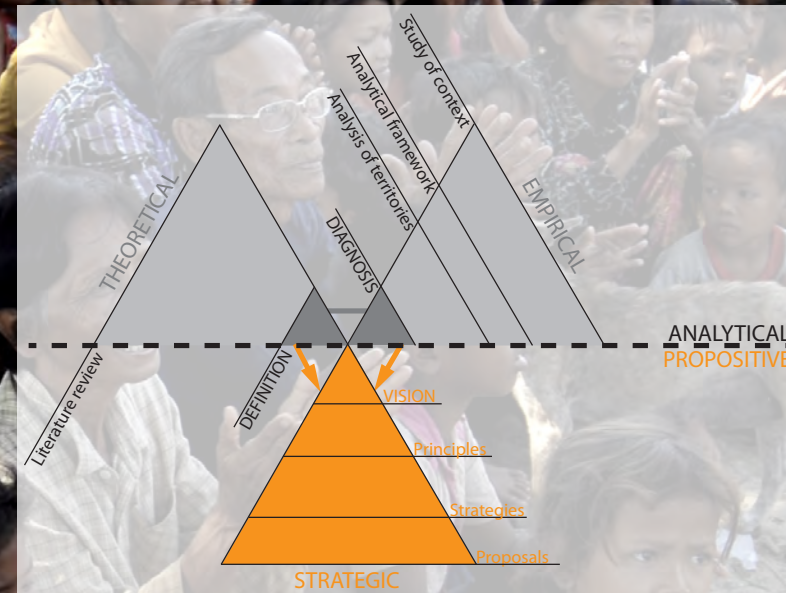 Study of context
Analytical framework
Analysis of territories
THEORETICAL
EMPIRICAL
DIAGNOSIS
ANALYTICAL
PROPOSITIVE
Literature review
DEFINITION
VISION
Principles
Strategies
Proposals
STRATEGIC